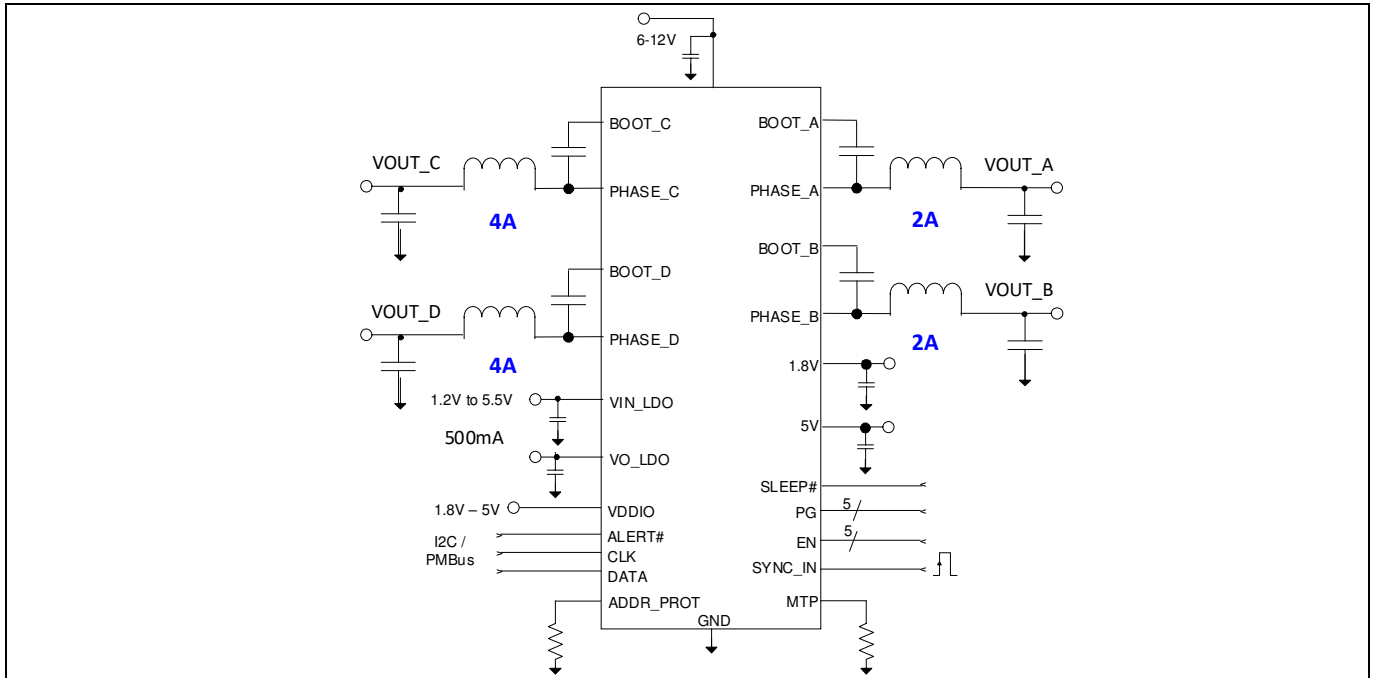 6-12V
BOOT_C
VOUT_C
PHASE_C
4A
BOOT_D
VOUT_D
PHASE_D
4A
1.2V to 5.5V
VIN_LDO
500mA
VO_LDO
1.8V – 5V
VDDIO
I2C /
PMBus
ALERT#
CLK
DATA
ADDR_PROT
GND
BOOT_A
VOUT_A
PHASE_A
2A
BOOT_B
VOUT_B
PHASE_B
2A
1.8V
5V
SLEEP#
PG
5
EN
5
SYNC_IN
MTP